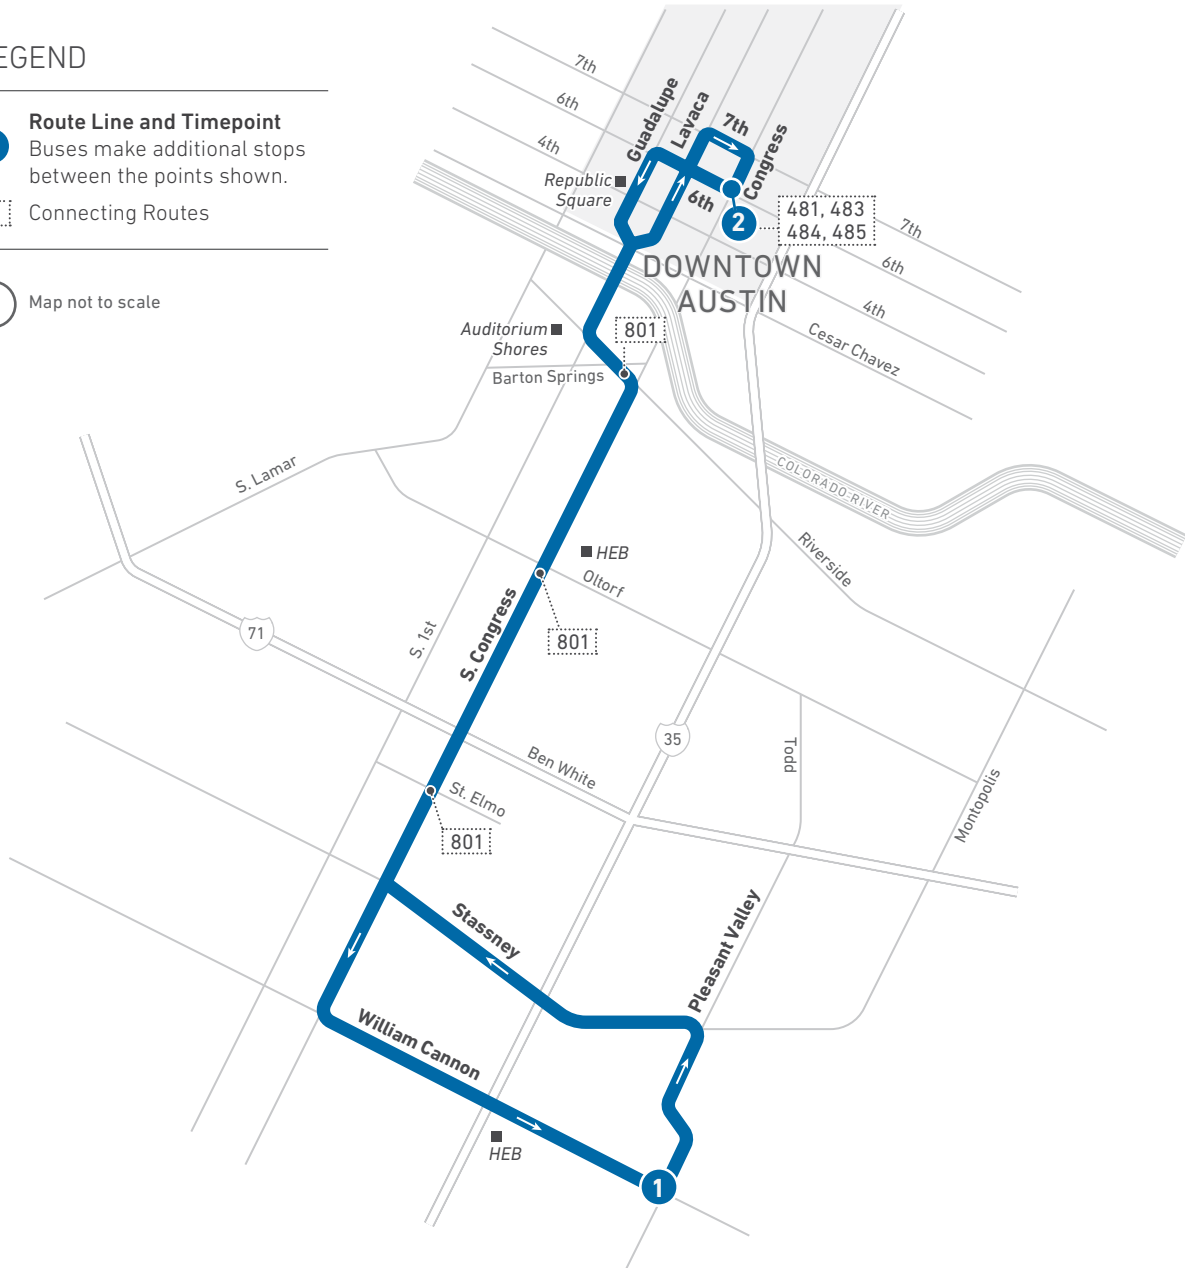 EGEND
Route Line and Timepoint
Buses make additional stops
between the points shown.
Connecting Routes
Map not to scale
7th
6th
4th
Guadalupe
Lavaca
7th
Congress
Republic
Square
6th
2
481, 483
484, 485
7th
6th
4th
Cesar Chavez
DOWNTOWN
AUSTIN
Auditorium
Shores
801
Barton Springs
S. Lamar
COLORADO RIVER
HEB
Oltorf
Riverside
801
71
S. 1st
S. Congress
35
Ben White
Todd
Montopolis
St. Elmo
801
Stassney
Pleasant Valley
William Cannon
HEB
1